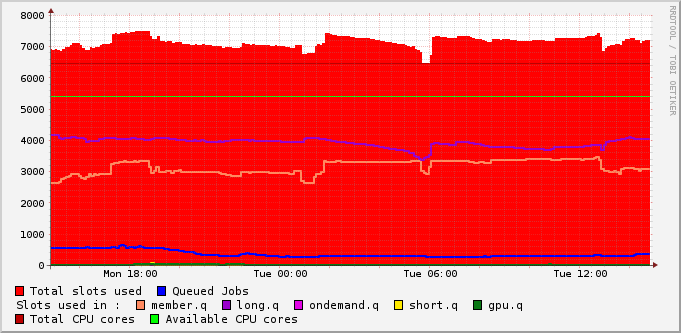 RRDTOOL / TOBI OETIKER
8000
7000
6000
5000
4000
3000
2000
1000
0
Mon 18:00 Tue 00:00 Tue 06:00 Tue 12:00
Total slots used Queued Jobs
Slots used in : member.q long.q ondemand.q short.q gpu.q
Total CPU cores Available CPU cores